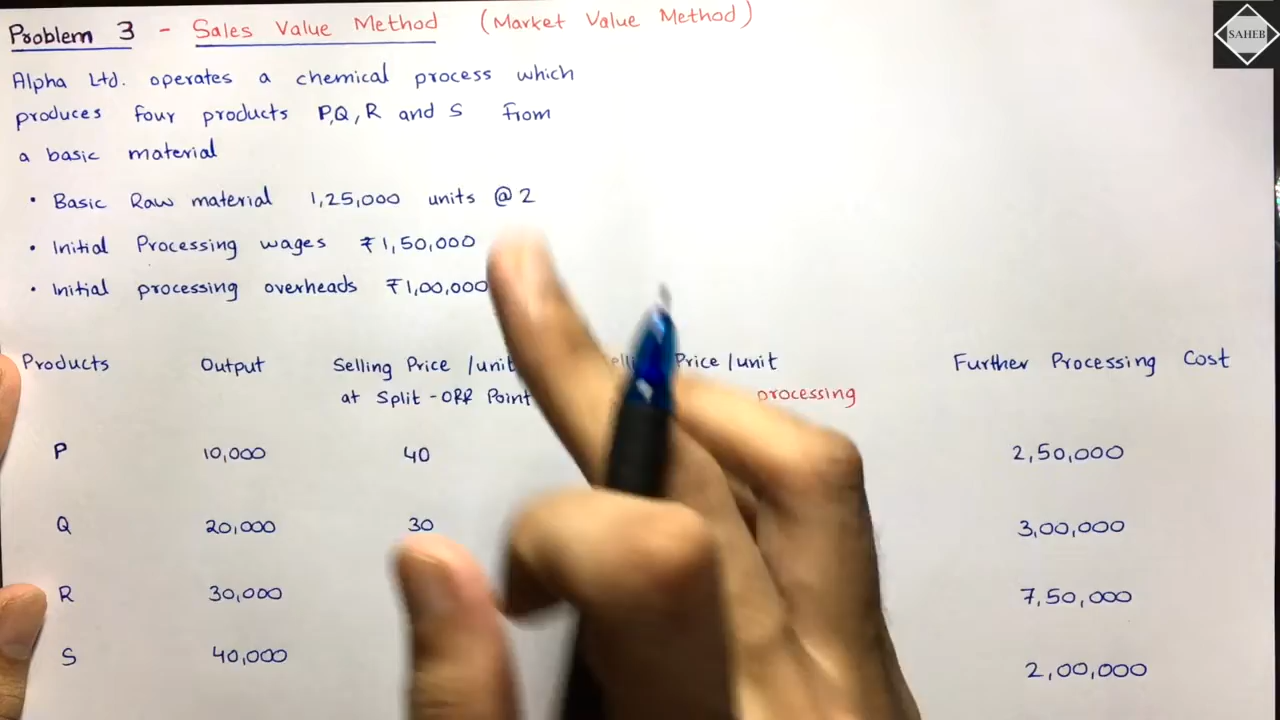 Problem 3 - Sales Value Method (Market Value Method)
SAHEB
Alpha Ltd. operates a chemical process which
produces four products P,Q, R and S from
a basic material
• Basic Raw material 1,25,000 units @ 2
• Initial Processing wages ₹1,50,000
• Initial processing overheads ₹1,00,000
Products Output Selling Price /unit Price /unit Further Processing Cost
at Split-Off Point processing
P 10,000 40 2,50,000
Q 20,000 30 3,00,000
R 30,000 7,50,000
S 40,000 2,00,000